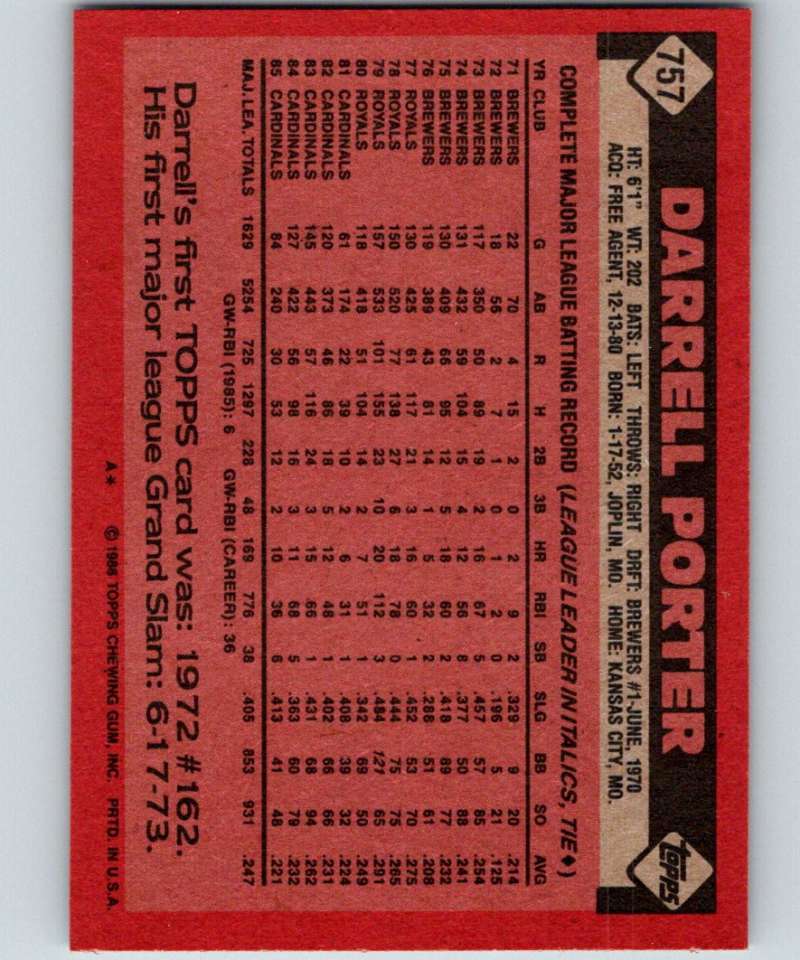 757 DARRELL PORTER topps
HT: 6'1" WT: 202 BATS: LEFT THROWS: RIGHT DRFT: BREWERS #1-JUNE, 1970
ACQ: FREE AGENT, 12-13-80 BORN: 1-17-52, JOPLIN, MO. HOME: KANSAS CITY, MO.
COMPLETE MAJOR LEAGUE BATTING RECORD (LEAGUE LEADER IN ITALICS, TIE♦)
YR CLUB G AB R H 2B 3B HR RBI SB SLG BB SO AVG
71 BREWERS 22 70 4 15 2 0 2 9 2 .329 9 20 .214
72 BREWERS 18 56 2 7 1 0 1 2 0 .196 5 21 .125
73 BREWERS 117 350 50 89 19 2 16 67 5 .457 57 85 .254
74 BREWERS 131 432 59 104 15 4 12 56 8 .377 50 88 .241
75 BREWERS 130 409 66 95 12 5 18 60 2 .418 89 77 .232
76 BREWERS 119 389 43 81 14 1 5 32 2 .288 51 61 .208
77 ROYALS 130 425 61 117 21 3 16 60 1 .452 53 70 .275
78 ROYALS 150 520 77 138 27 6 18 78 0 .444 75 75 .265
79 ROYALS 157 533 101 155 23 10 20 112 3 .484 121 65 .291
80 ROYALS 118 418 51 104 14 2 7 51 1 .342 69 50 .249
81 CARDINALS 61 174 22 39 10 2 6 31 1 .408 39 32 .224
82 CARDINALS 120 373 46 86 18 5 12 48 1 .402 66 66 .231
83 CARDINALS 145 443 57 116 24 3 15 66 1 .431 68 94 .262
84 CARDINALS 127 422 56 98 16 3 11 68 5 .363 60 79 .232
85 CARDINALS 84 240 30 53 12 2 10 36 6 .413 41 48 .221
MAJ. LEA. TOTALS 1629 5254 725 1297 228 48 169 776 38 .405 853 931 .247
GW-RBI (1985): 6 GW-RBI (CAREER): 36
Darrell's first TOPPS card was: 1972 #162.
His first major league Grand Slam: 6-17-73.
A* © 1986 TOPPS CHEWING GUM, INC. PRTD. IN U.S.A.